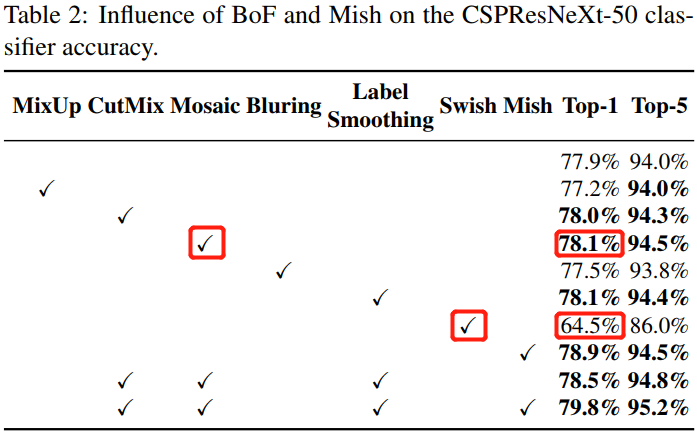 Table 2: Influence of BoF and Mish on the CSPResNeXt-50 clas-
sifier accuracy.
MixUp CutMix Mosaic Bluring Label Smoothing Swish Mish Top-1 Top-5
77.9% 94.0%
✓ 77.2% 94.0%
✓ 78.0% 94.3%
✓ 78.1% 94.5%
✓ 77.5% 93.8%
✓ 78.1% 94.4%
✓ 64.5% 86.0%
✓ 78.9% 94.5%
✓ ✓ ✓ 78.5% 94.8%
✓ ✓ ✓ ✓ 79.8% 95.2%